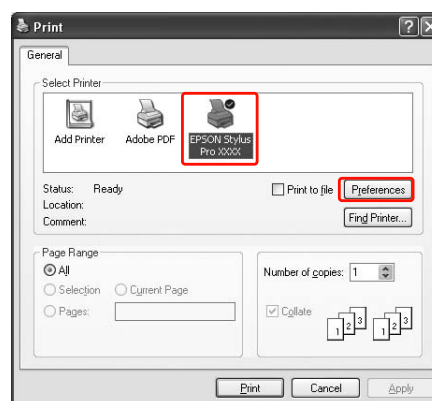 Print
General
Select Printer
Add Printer
Adobe PDF
EPSON Stylus
Pro XXXX
Status: Ready
Print to file
Preferences
Location:
Comment:
Find Printer...
Page Range
All
Selection
Current Page
Pages:
Number of copies: 1
Collate
1 2 3 1 2 3
Print
Cancel
Apply